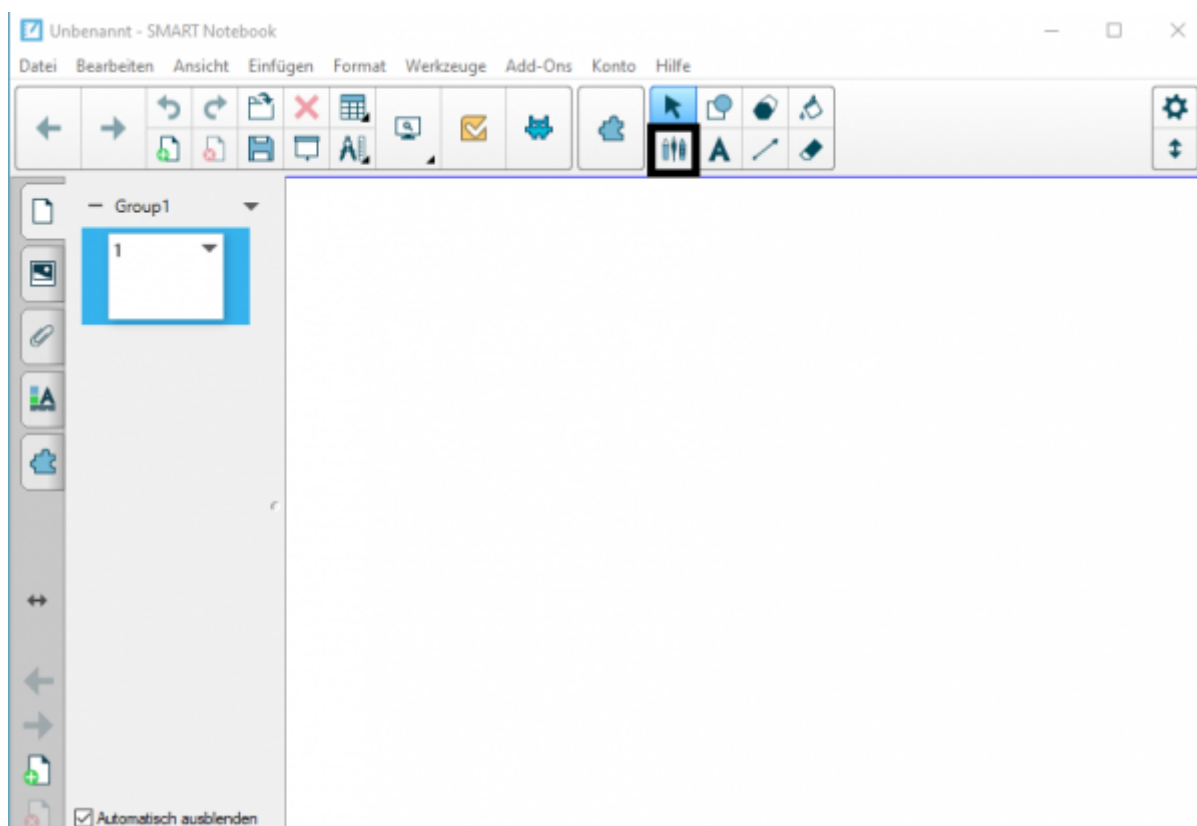 Unbenannt - SMART Notebook
Datei Bearbeiten Ansicht Einfügen Format Werkzeuge Add-Ons Konto Hilfe
Group1
1
Automatisch ausblenden